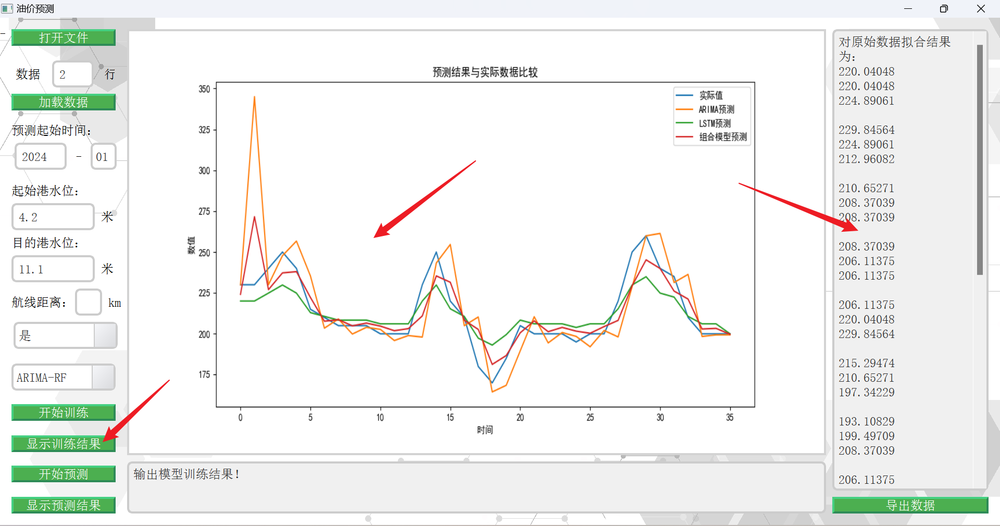 油价预测
打开文件
数据 2 行
加载数据
预测起始时间：
2024 - 01
起始港水位：
4.2 米
目的港水位：
11.1 米
航线距离： km
是
ARIMA-RF
开始训练
显示训练结果
开始预测
显示预测结果
预测结果与实际数据比较
实际值
ARIMA预测
LSTM预测
组合模型预测
数值
350
325
300
275
250
225
200
175
0 5 10 15 20 25 30 35
时间
输出模型训练结果！
对原始数据拟合结果
为：
220.04048
220.04048
224.89061
229.84564
224.89061
212.96082
210.65271
208.37039
208.37039
208.37039
206.11375
206.11375
206.11375
220.04048
229.84564
215.29474
210.65271
197.34229
193.10829
199.49709
208.37039
206.11375
导出数据